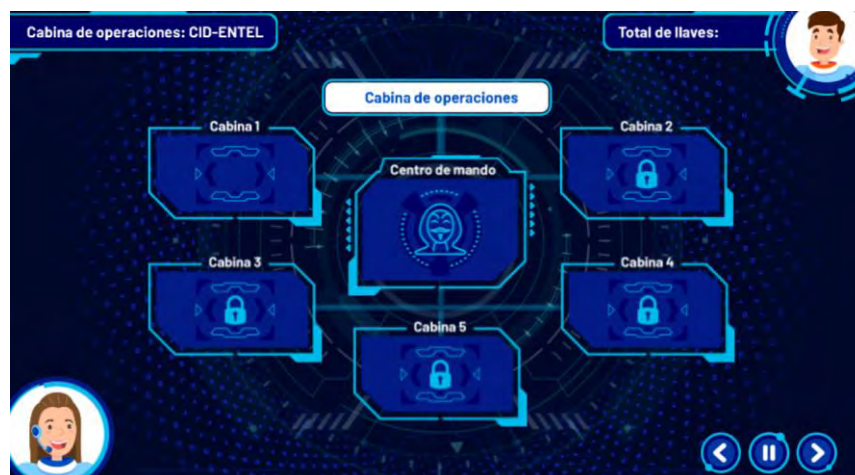 Cabina de operaciones: CID-ENTEL
Total de llaves:
Cabina de operaciones
Cabina 1
Cabina 2
Centro de mando
Cabina 3
Cabina 4
Cabina 5